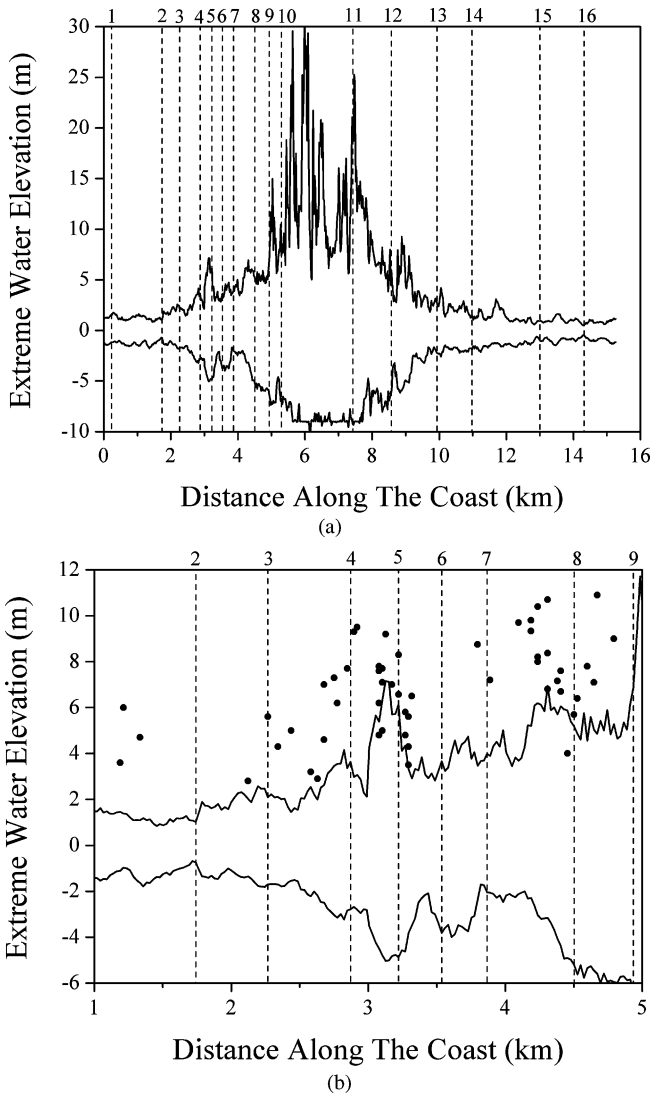 1 2 3 4 5 6 7 8 9 10 11 12 13 14 15 16
30
25
20
15
10
5
0
-5
-10
Extreme Water Elevation (m)
0 2 4 6 8 10 12 14 16
Distance Along The Coast (km)
(a)
2 3 4 5 6 7 8 9
12
10
8
6
4
2
0
-2
-4
-6
Extreme Water Elevation (m)
1 2 3 4 5
Distance Along The Coast (km)
(b)